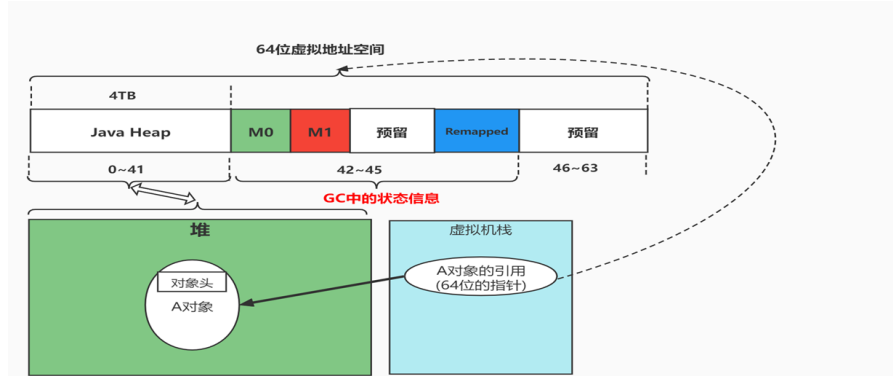 64位虚拟地址空间
4TB
Java Heap
M0
M1
预留
Remapped
预留
0~41
42~45
46~63
GC中的状态信息
堆
虚拟机栈
对象头
A对象
A对象的引用
(64位的指针)